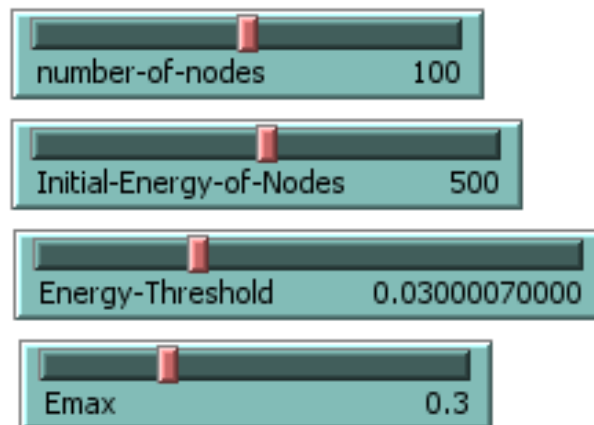 number-of-nodes 100
Initial-Energy-of-Nodes 500
Energy-Threshold 0.03000070000
Emax 0.3